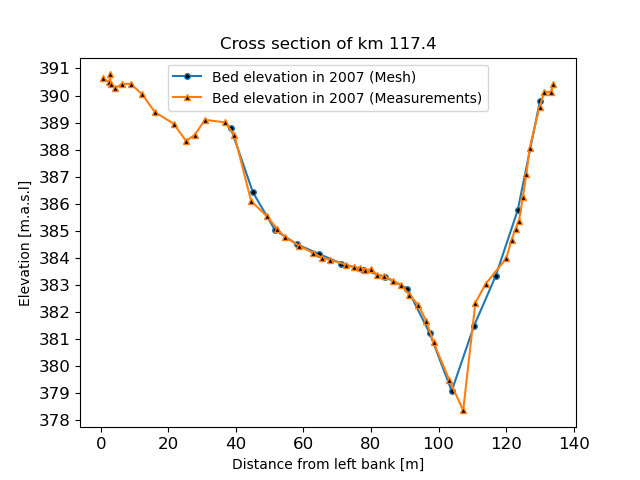 Cross section of km 117.4
Bed elevation in 2007 (Mesh)
Bed elevation in 2007 (Measurements)
Elevation [m.a.s.l]
391
390
389
388
387
386
385
384
383
382
381
380
379
378
0 20 40 60 80 100 120 140
Distance from left bank [m]